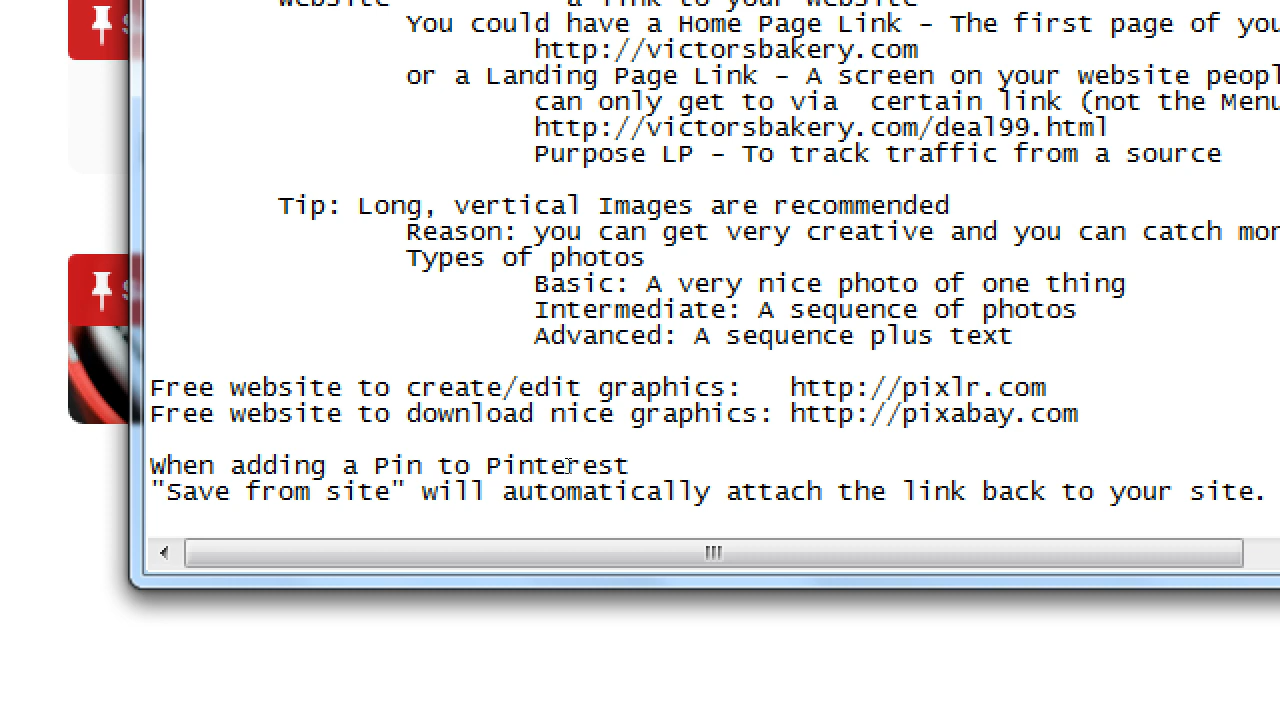 Website a link to your website
You could have a Home Page Link - The first page of you
http://victorsbakery.com
or a Landing Page Link - A screen on your website peopl
can only get to via  certain link (not the Menu
http://victorsbakery.com/deal99.html
Purpose LP - To track traffic from a source
Tip: Long, vertical Images are recommended
Reason: you can get very creative and you can catch mor
Types of photos
Basic: A very nice photo of one thing
Intermediate: A sequence of photos
Advanced: A sequence plus text
Free website to create/edit graphics:   http://pixlr.com
Free website to download nice graphics: http://pixabay.com
When adding a Pin to Pinterest
"Save from site" will automatically attach the link back to your site.